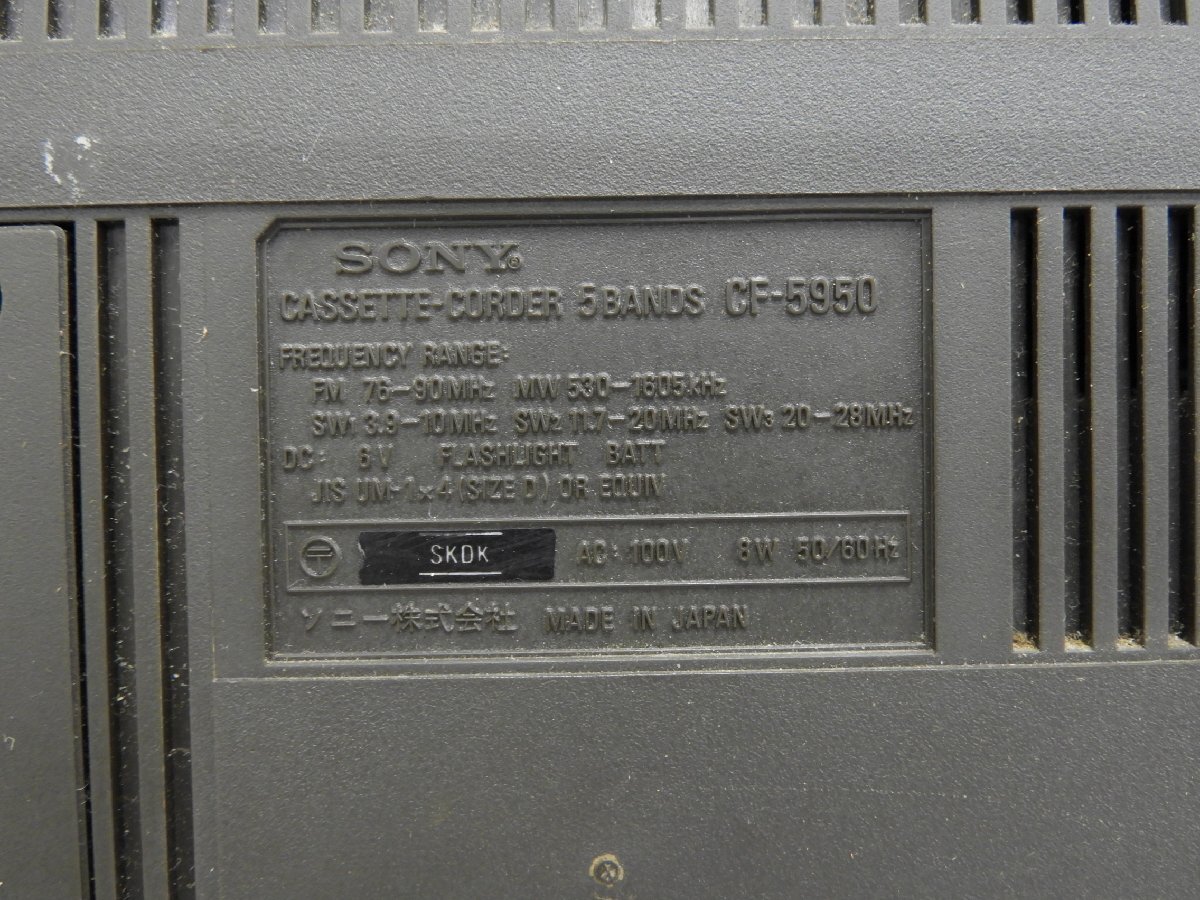 SONY®
CASSETTE-CORDER 5 BANDS CF-5950
FREQUENCY RANGE:
FM 76-90MHz MW 530-1605kHz
SW1 3.9-10MHz SW2 11.7-20MHz SW3 20-28MHz
DC: 6V FLASHLIGHT BATT
JIS UM-1×4 (SIZE D) OR EQUIV
〒 SKDK AC: 100V 8W 50/60Hz
ソニー株式会社 MADE IN JAPAN